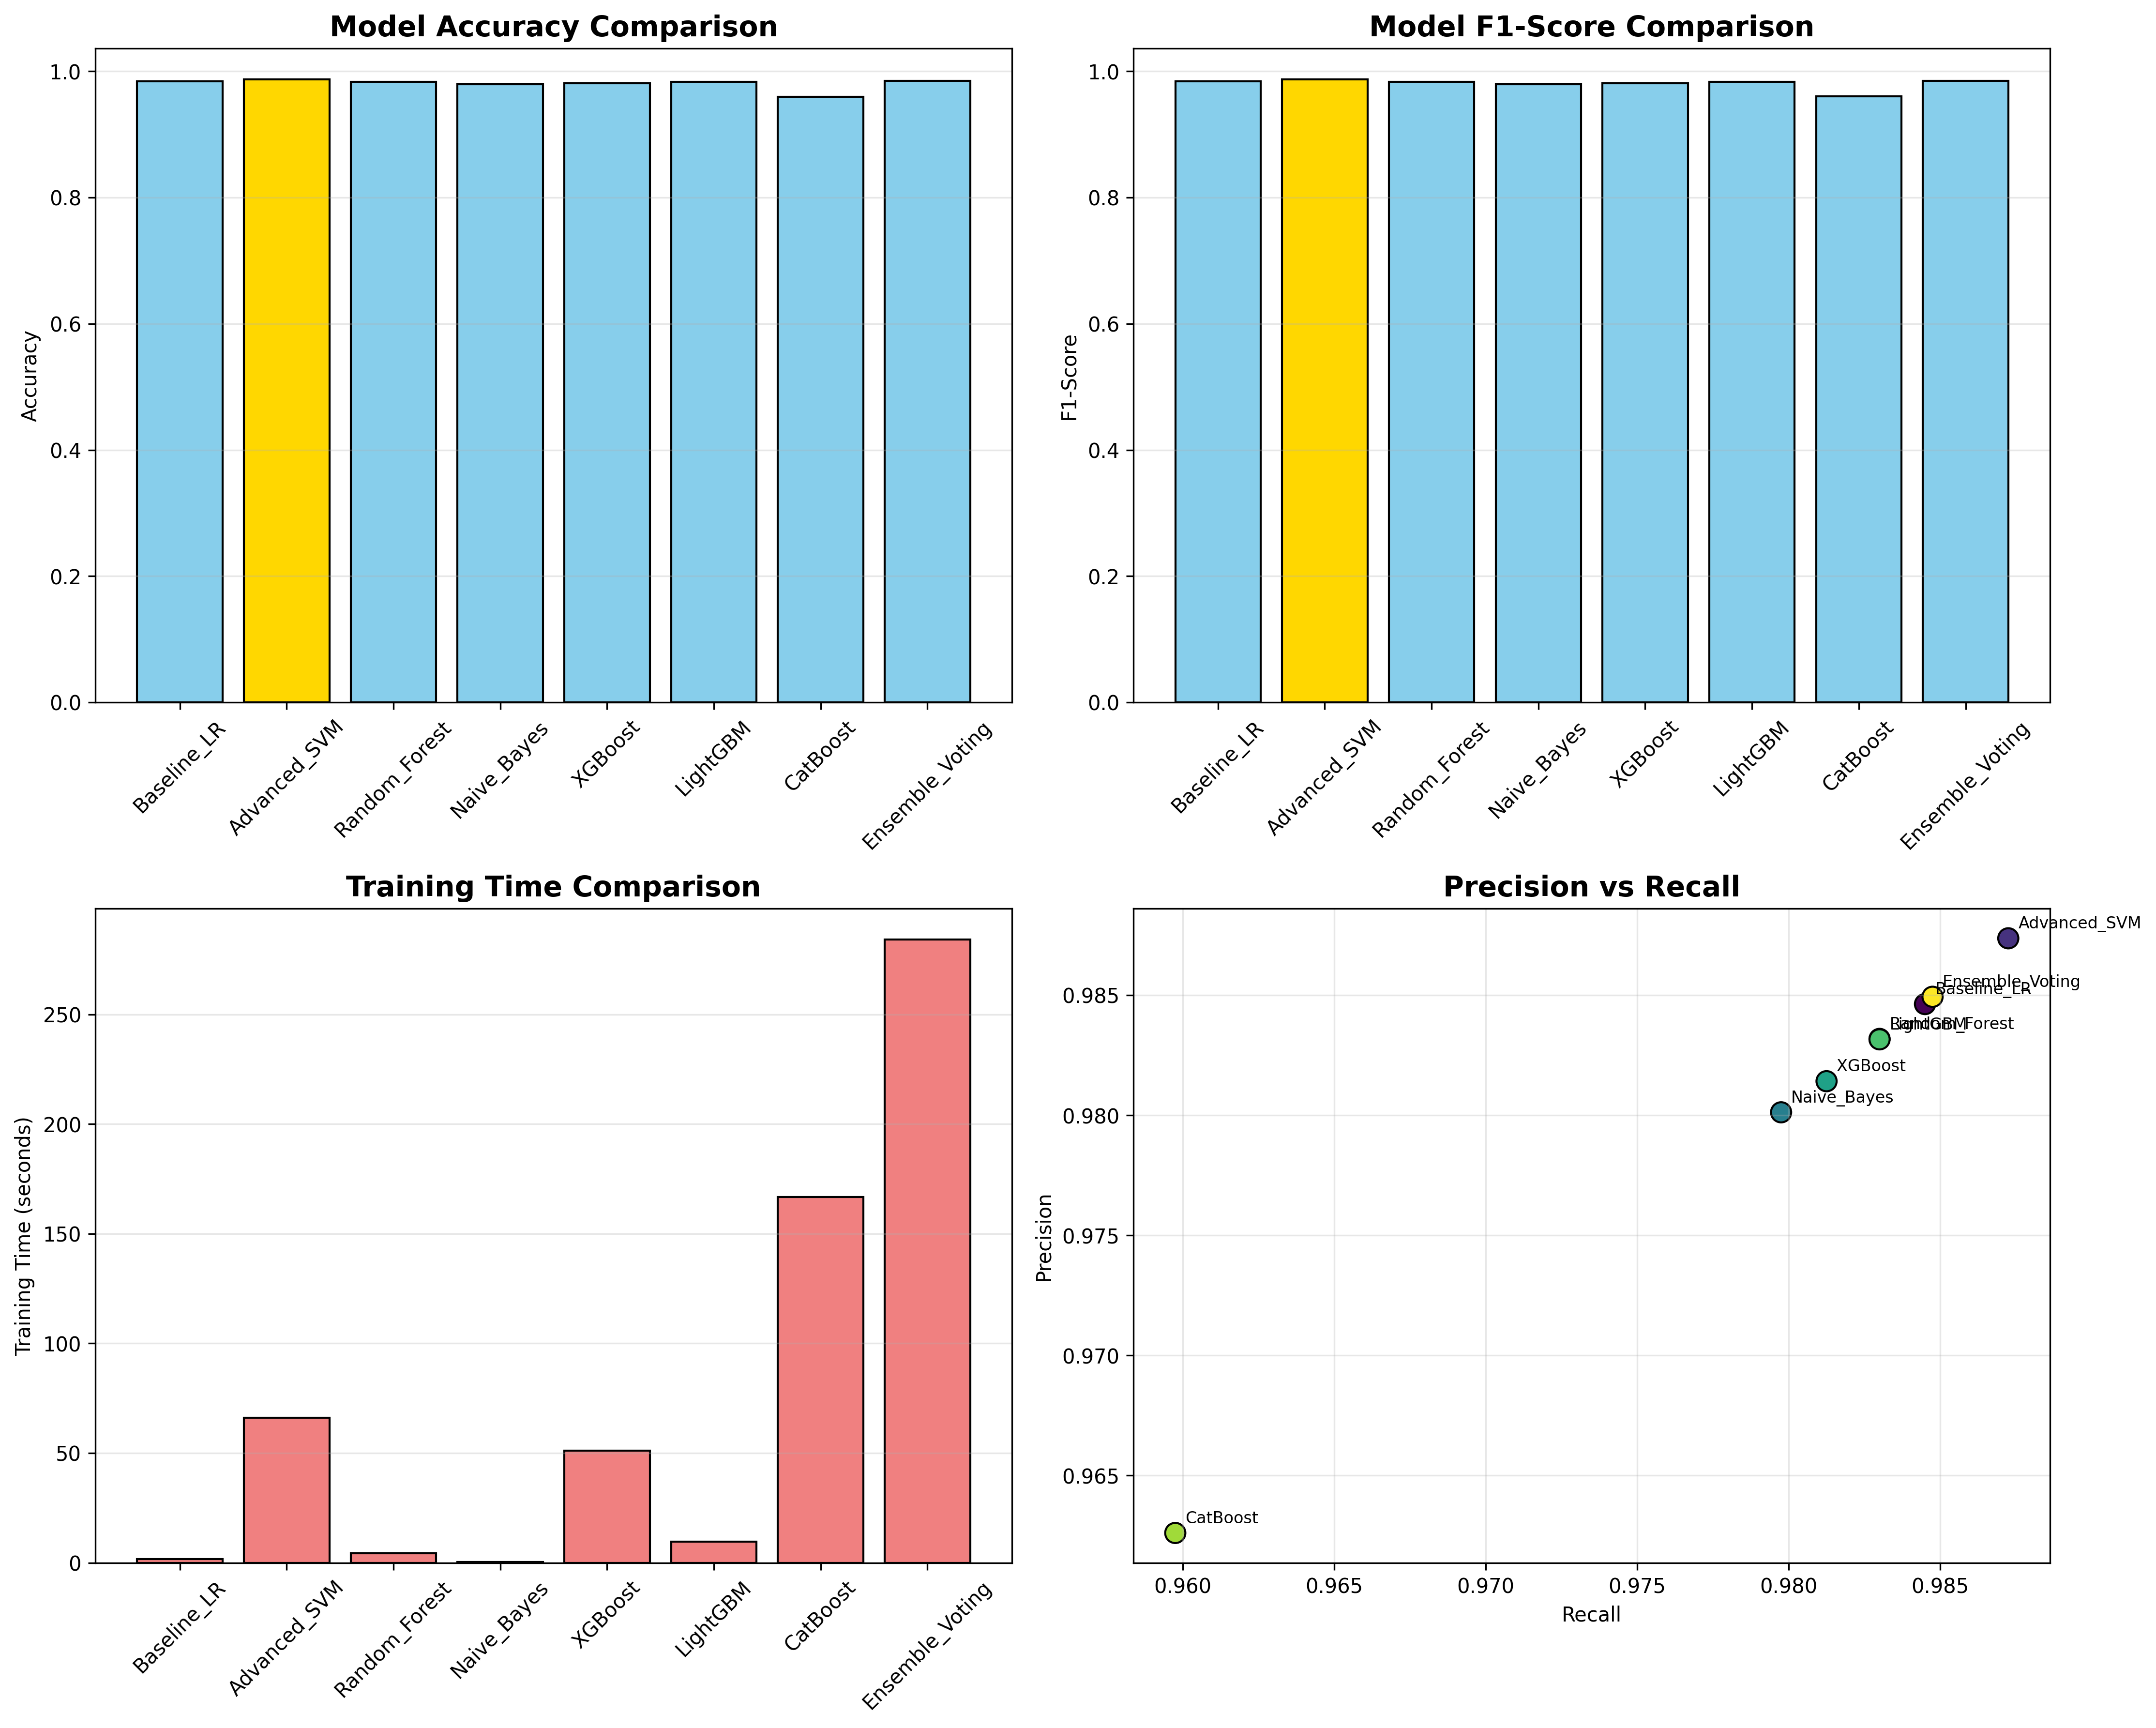 Model Accuracy Comparison
Accuracy
1.0
0.8
0.6
0.4
0.2
0.0
Baseline_LR
Advanced_SVM
Random_Forest
Naive_Bayes
XGBoost
LightGBM
CatBoost
Ensemble_Voting
Model F1-Score Comparison
F1-Score
1.0
0.8
0.6
0.4
0.2
0.0
Baseline_LR
Advanced_SVM
Random_Forest
Naive_Bayes
XGBoost
LightGBM
CatBoost
Ensemble_Voting
Training Time Comparison
Training Time (seconds)
250
200
150
100
50
0
Baseline_LR
Advanced_SVM
Random_Forest
Naive_Bayes
XGBoost
LightGBM
CatBoost
Ensemble_Voting
Precision vs Recall
Precision
0.985
0.980
0.975
0.970
0.965
Advanced_SVM
Ensemble_Voting
Baseline_LR
Random_Forest
LightGBM
XGBoost
Naive_Bayes
CatBoost
0.960
0.965
0.970
0.975
0.980
0.985
Recall